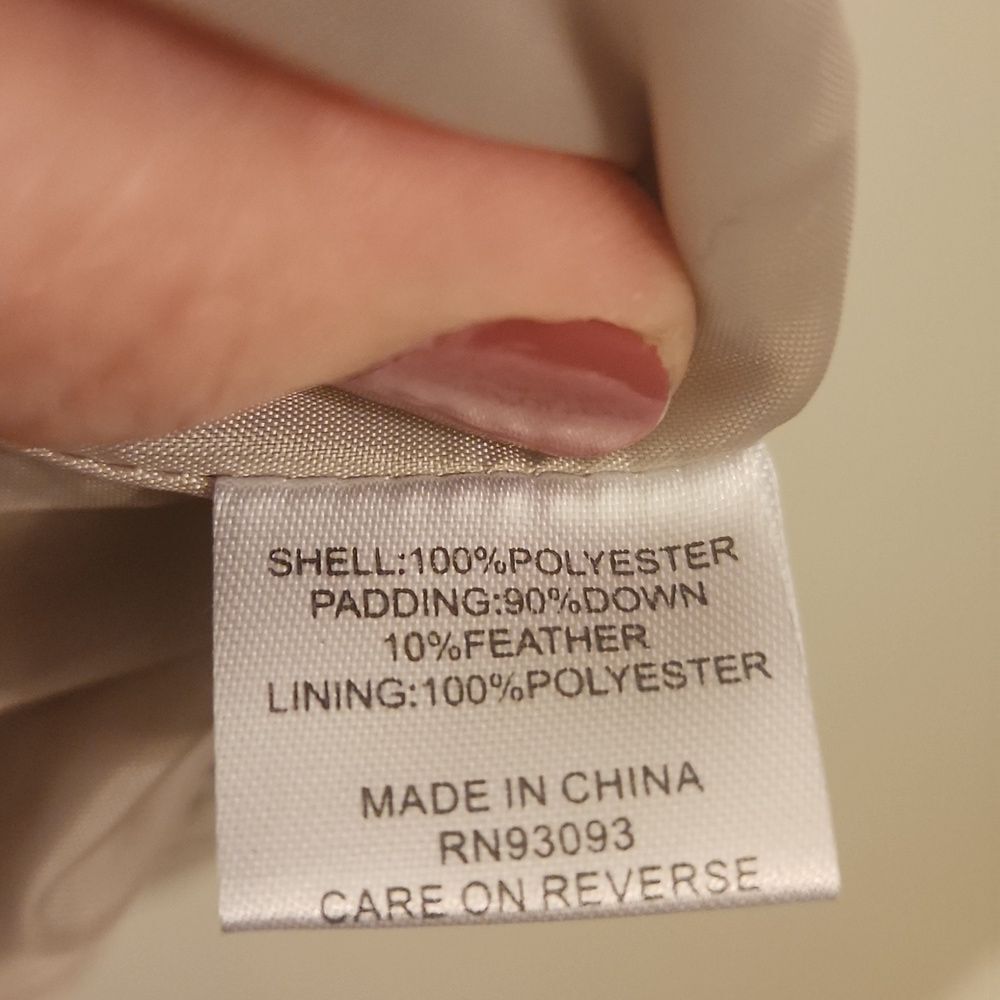 SHELL:100%POLYESTER
PADDING:90%DOWN
10%FEATHER
LINING:100%POLYESTER
MADE IN CHINA
RN93093
CARE ON REVERSE